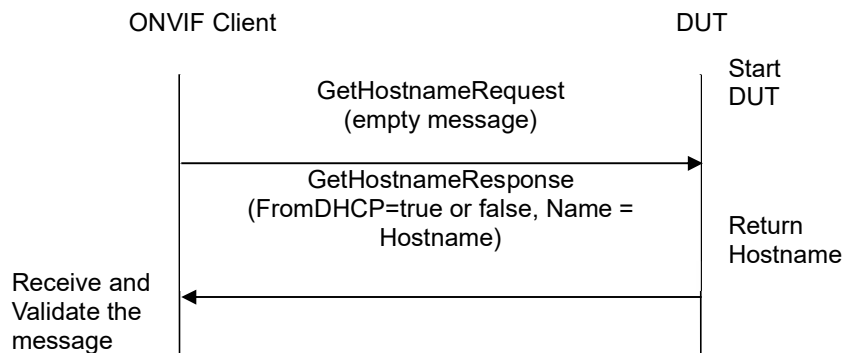 ONVIF Client
DUT
Start
DUT
GetHostnameRequest
(empty message)
GetHostnameResponse
(FromDHCP=true or false, Name =
Hostname)
Return
Hostname
Receive and
Validate the
message